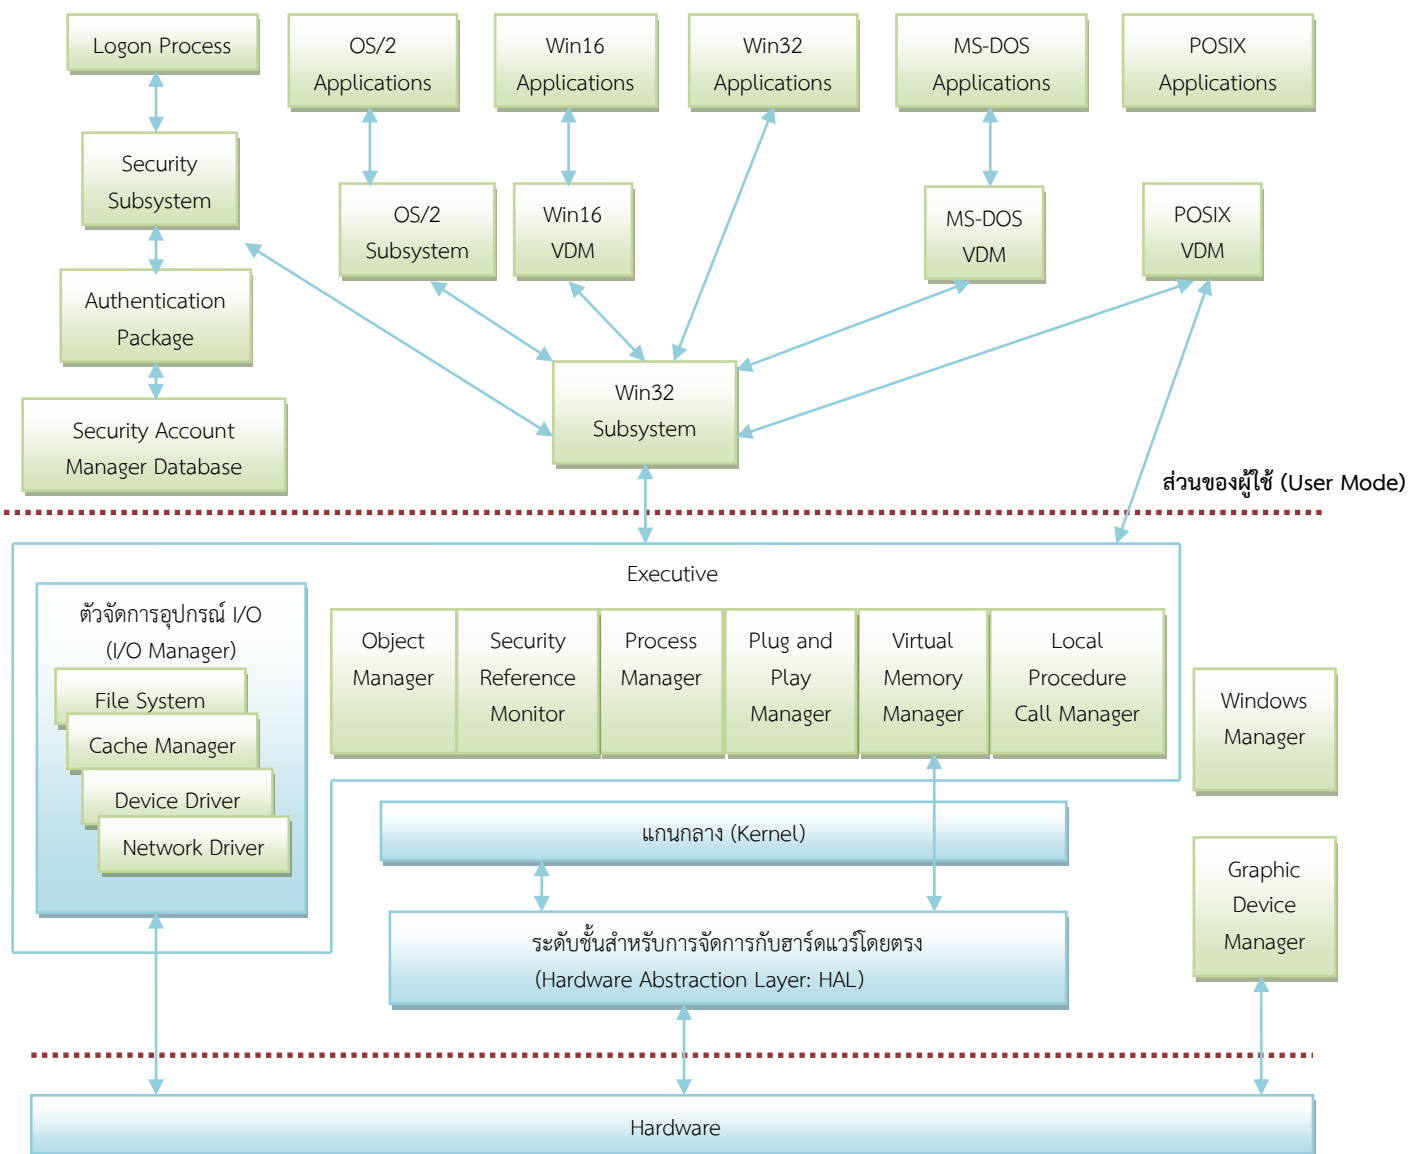 Logon Process
OS/2
Applications
Win16
Applications
Win32
Applications
MS-DOS
Applications
POSIX
Applications
Security
Subsystem
OS/2
Subsystem
Win16
VDM
MS-DOS
VDM
POSIX
VDM
Authentication
Package
Win32
Subsystem
Security Account
Manager Database
ส่วนของผู้ใช้ (User Mode)
Executive
ตัวจัดการอุปกรณ์ I/O
(I/O Manager)
File System
Cache Manager
Device Driver
Network Driver
Object
Manager
Security
Reference
Monitor
Process
Manager
Plug and
Play
Manager
Virtual
Memory
Manager
Local
Procedure
Call Manager
Windows
Manager
แกนกลาง (Kernel)
Graphic
Device
Manager
ระดับชั้นสำหรับการจัดการกับฮาร์ดแวร์โดยตรง
(Hardware Abstraction Layer: HAL)
Hardware